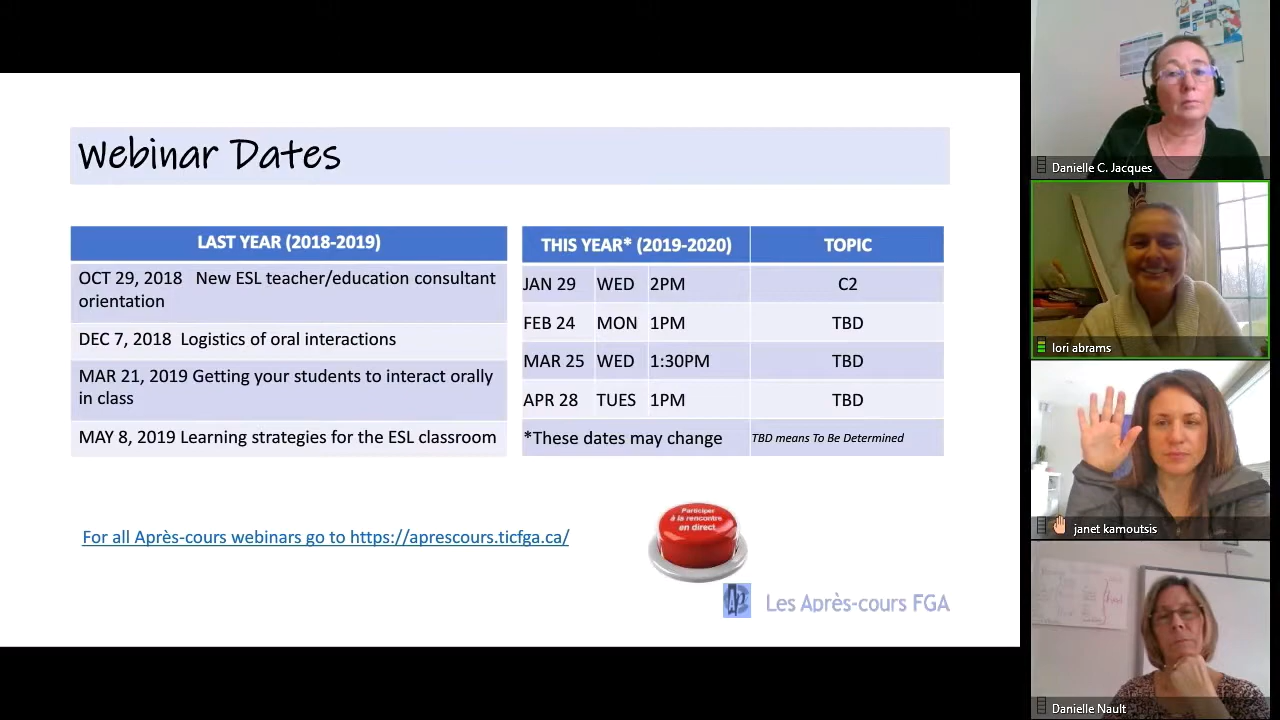 Webinar Dates
LAST YEAR (2018-2019)
OCT 29, 2018 New ESL teacher/education consultant
orientation
DEC 7, 2018 Logistics of oral interactions
MAR 21, 2019 Getting your students to interact orally
in class
MAY 8, 2019 Learning strategies for the ESL classroom
THIS YEAR* (2019-2020) TOPIC
JAN 29 WED 2PM C2
FEB 24 MON 1PM TBD
MAR 25 WED 1:30PM TBD
APR 28 TUES 1PM TBD
*These dates may change TBD means To Be Determined
For all Après-cours webinars go to https://aprescours.ticfga.ca/
Participer
à la rencontre
en direct
Les Après-cours FGA
Danielle C. Jacques
lori abrams
janet kamoutsis
Danielle Nault